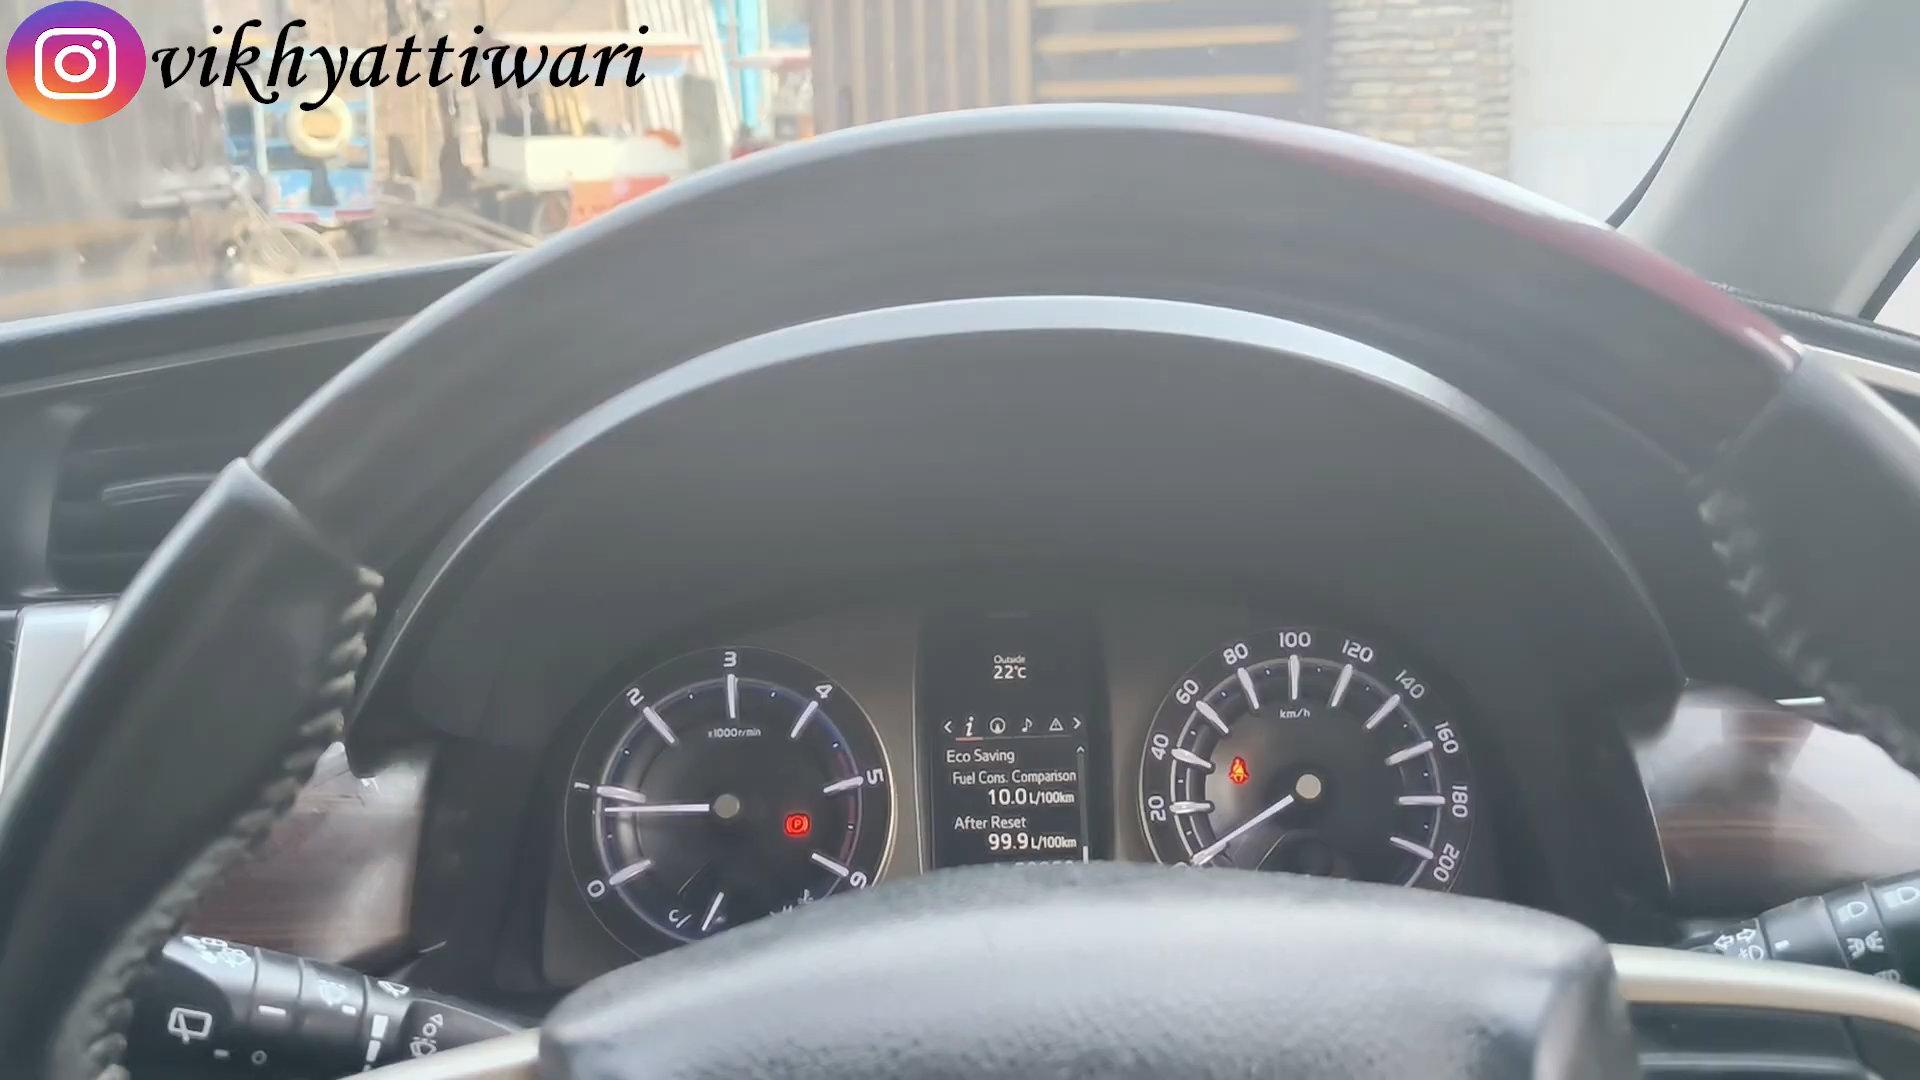 vikhyattiwari
Outside
22°C
Eco Saving
Fuel Cons. Comparison
10.0 L/100km
After Reset
99.9 L/100km
0
1
2
3
4
5
6
x1000r/min
P
C
20
40
60
80
100
120
140
160
180
200
km/h